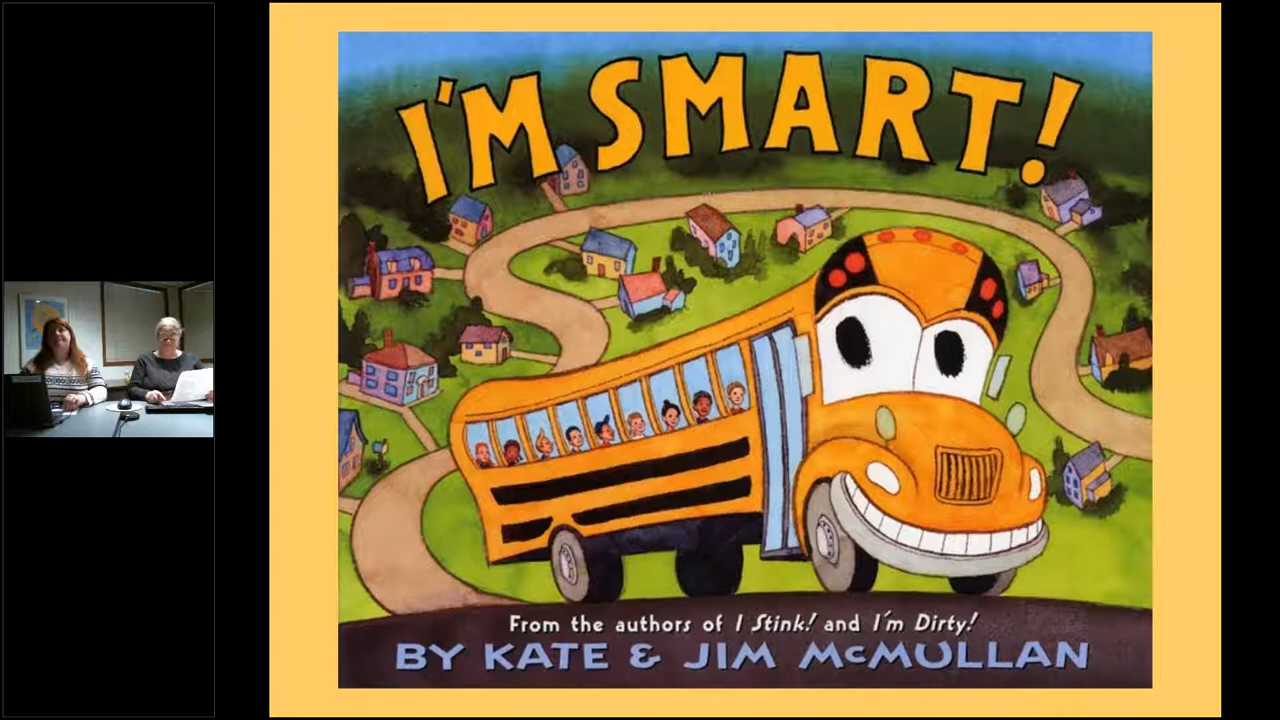 I'M SMART!
From the authors of I Stink! and I'm Dirty!
BY KATE & JIM McMULLAN